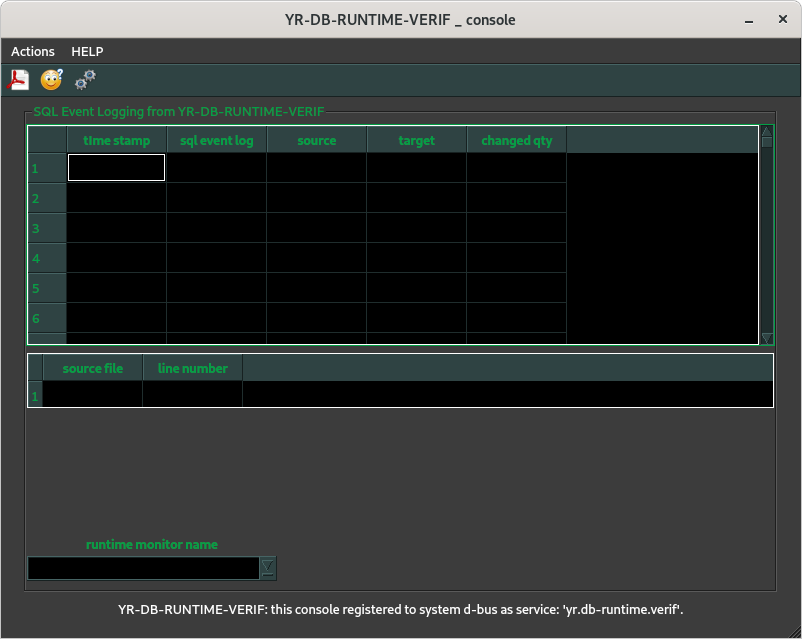 YR-DB-RUNTIME-VERIF _ console
Actions HELP
SQL Event Logging from YR-DB-RUNTIME-VERIF
time stamp sql event log source target changed qty
1
2
3
4
5
6
source file line number
1
runtime monitor name
YR-DB-RUNTIME-VERIF: this console registered to system d-bus as service: 'yr.db-runtime.verif'.